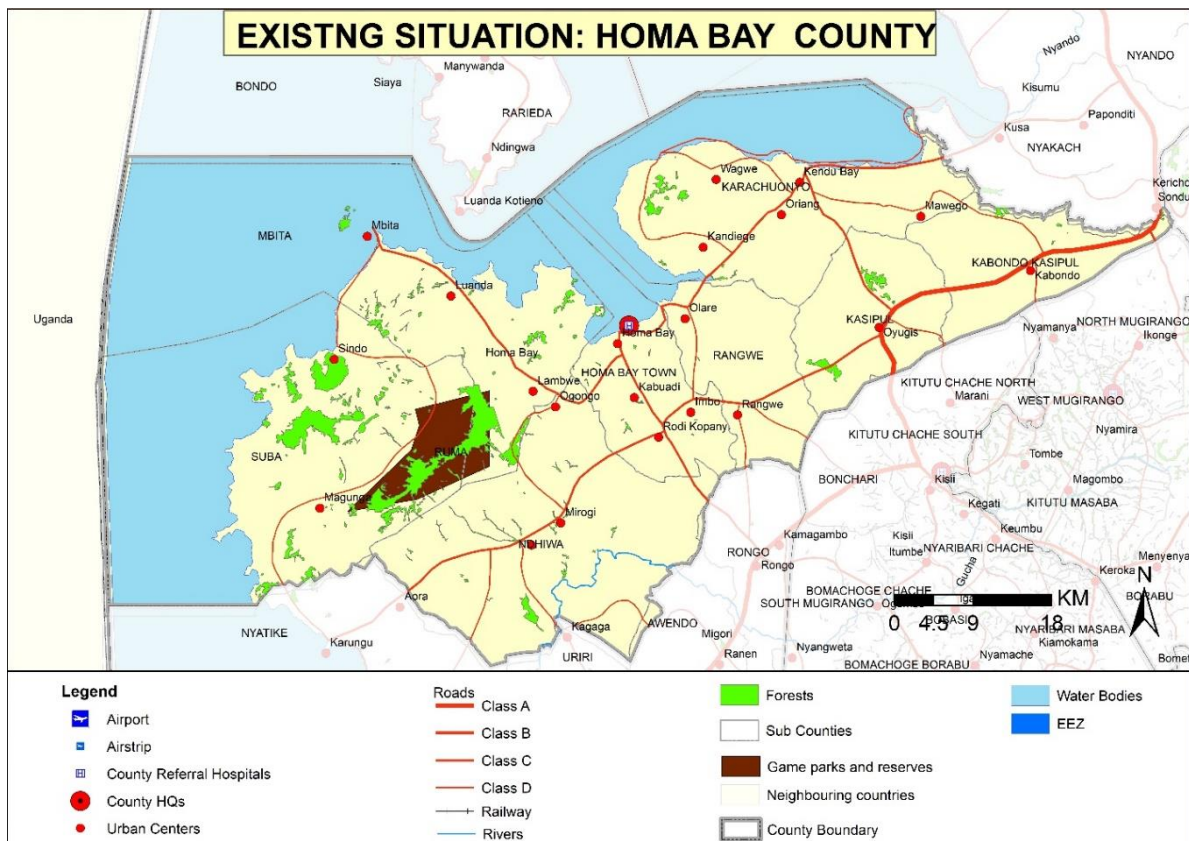 EXISTNG SITUATION: HOMA BAY COUNTY
Nyando
NYANDO
Manywanda
Siaya
BONDO
Kisumu
RARIEDA
Paponditi
Kusa
NYAKACH
Ndingwa
Wagwe
Kendu Bay
KARACHUONYO
Kericho
Sondu
Luanda Kotieno
Oriang
Mawego
Mbita
MBITA
Kandiege
KABONDO KASIPUL
Kabondo
Luanda
Uganda
Olare
KASIPUL
Oyugis
NORTH MUGIRANGO
Nyamanya
Ikonge
Homa Bay
Homa Bay
Sindo
RANGWE
HOMA BAY TOWN
KITUTU CHACHE NORTH
Marani
WEST MUGIRANGO
Lambwe
Kabuadi
Ogongo
Imbo
Rangwe
Nyamira
KITUTU CHACHE SOUTH
Rodi Kopany
RUMA
SUBA
Tombe
BONCHARI
Kisii
Magombo
Magunga
Kegati
KITUTU MASABA
Mirogi
Keumbu
NDHIWA
Kamagambo
Kisii
Itumbe
NYARIBARI CHACHE
RONGO
Rongo
Gucha
Menyenya
Keroka
N
BOMACHOGE CHACHE
BORABU
Aora
SOUTH MUGIRANGO
KM
0 4.5 9 18
NYATIKE
Karungu
Kagaga
AWENDO
Migori
NYARIBARI MASABA
Kiamokama
URIRI
Ranen
Nyangweta
BOMACHOGE BORABU
Nyamache
Bomet
Legend
Airport
Airstrip
County Referral Hospitals
County HQs
Urban Centers
Roads
Class A
Class B
Class C
Class D
Railway
Rivers
Forests
Sub Counties
Game parks and reserves
Neighbouring countries
County Boundary
Water Bodies
EEZ